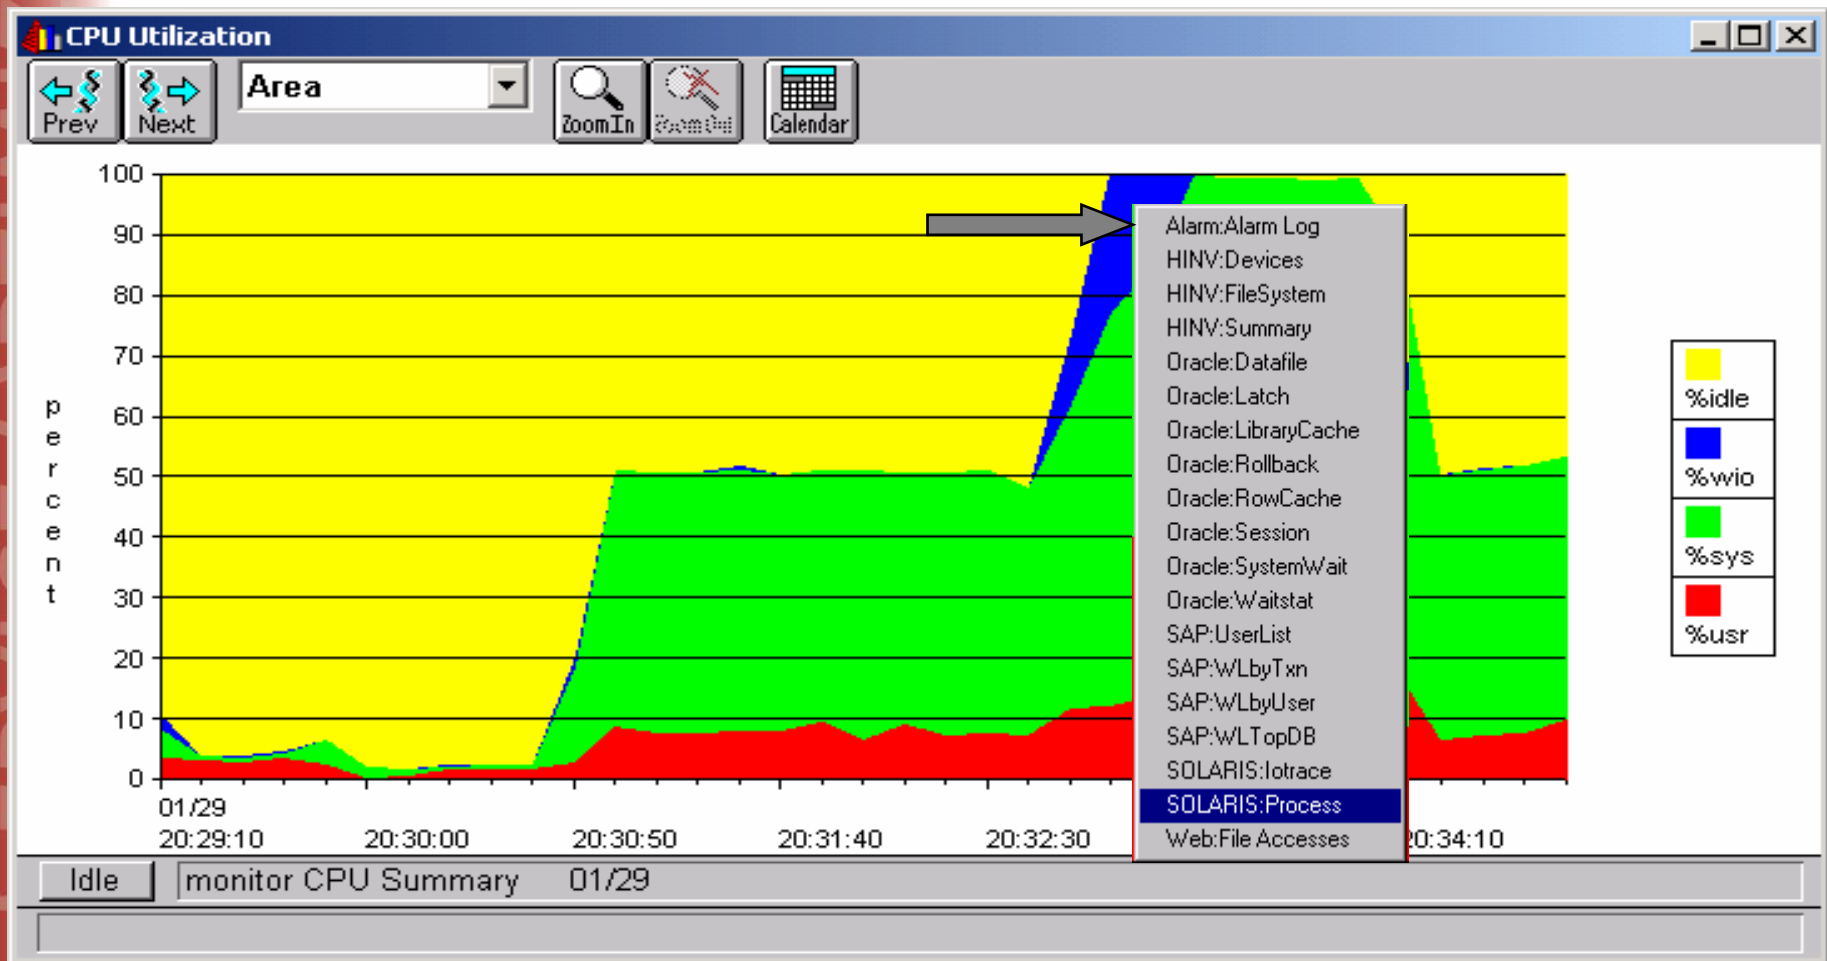 CPU Utilization
Prev
Next
Area
ZoomIn
ZoomOut
Calendar
100
90
80
70
60
50
40
30
20
10
0
percent
01/29
20:29:10
20:30:00
20:30:50
20:31:40
20:32:30
0:34:10
Alarm:Alarm Log
HINV:Devices
HINV:FileSystem
HINV:Summary
Oracle:Datafile
Oracle:Latch
Oracle:LibraryCache
Oracle:Rollback
Oracle:RowCache
Oracle:Session
Oracle:SystemWait
Oracle:Waitstat
SAP:UserList
SAP:WLbyTxn
SAP:WLbyUser
SAP:WLTopDB
SOLARIS:Iotrace
SOLARIS:Process
Web:File Accesses
%idle
%wio
%sys
%usr
Idle
monitor CPU Summary 01/29